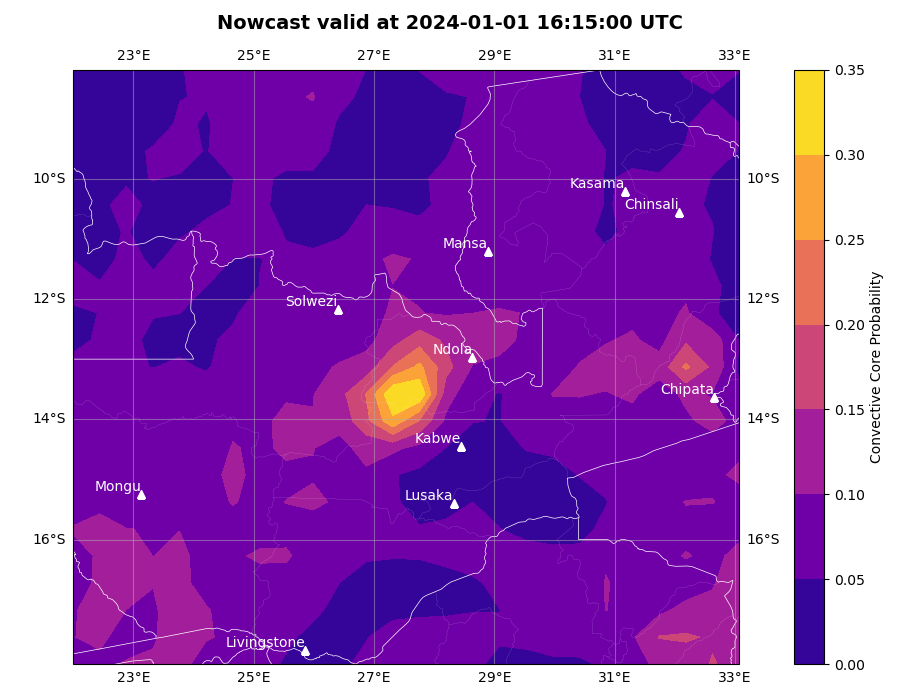 Nowcast valid at 2024-01-01 16:15:00 UTC
23°E 25°E 27°E 29°E 31°E 33°E
0.35
0.30
10°S Kasama 10°S
Chinsali
0.25
Mansa
12°S Solwezi 12°S
0.20
Ndola
Chipata
0.15
14°S 14°S
Kabwe
0.10
Mongu Lusaka
16°S 16°S
0.05
Livingstone
0.00
23°E 25°E 27°E 29°E 31°E 33°E
Convective Core Probability